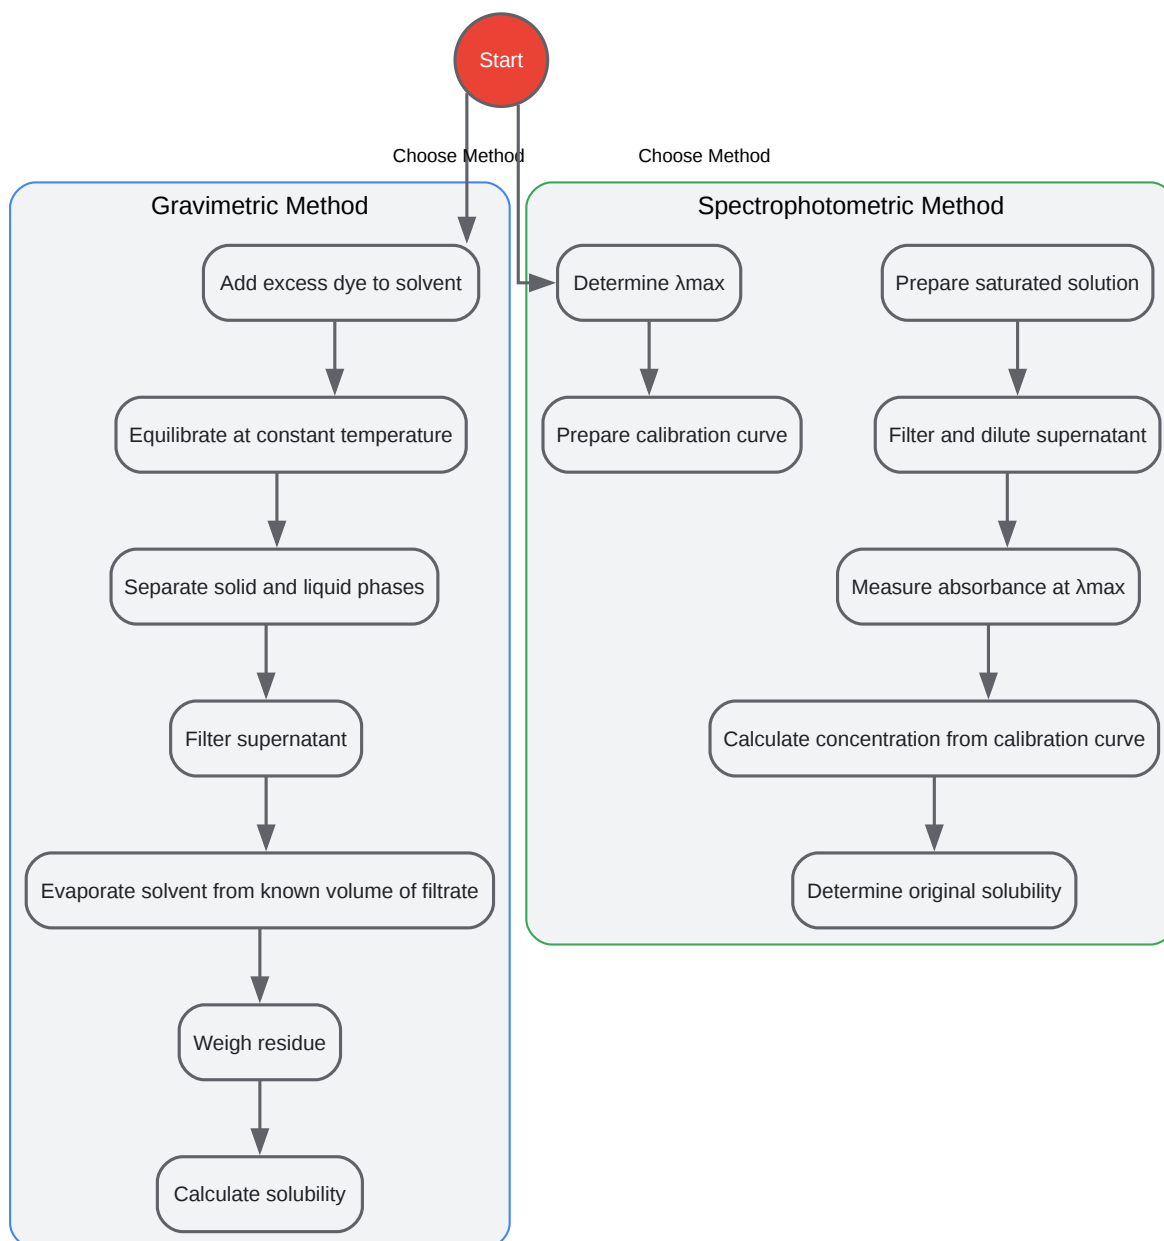 Start
Choose Method
Choose Method
Gravimetric Method
Add excess dye to solvent
Equilibrate at constant temperature
Separate solid and liquid phases
Filter supernatant
Evaporate solvent from known volume of filtrate
Weigh residue
Calculate solubility
Spectrophotometric Method
Determine λmax
Prepare calibration curve
Prepare saturated solution
Filter and dilute supernatant
Measure absorbance at λmax
Calculate concentration from calibration curve
Determine original solubility